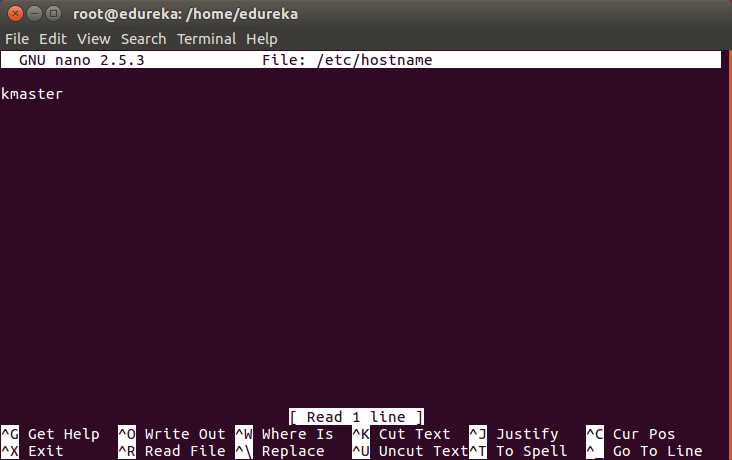 root@edureka: /home/edureka
File Edit View Search Terminal Help
GNU nano 2.5.3 File: /etc/hostname
kmaster
[ Read 1 line ]
^G Get Help ^O Write Out ^W Where Is ^K Cut Text ^J Justify ^C Cur Pos
^X Exit ^R Read File ^\ Replace ^U Uncut Text ^T To Spell ^_ Go To Line